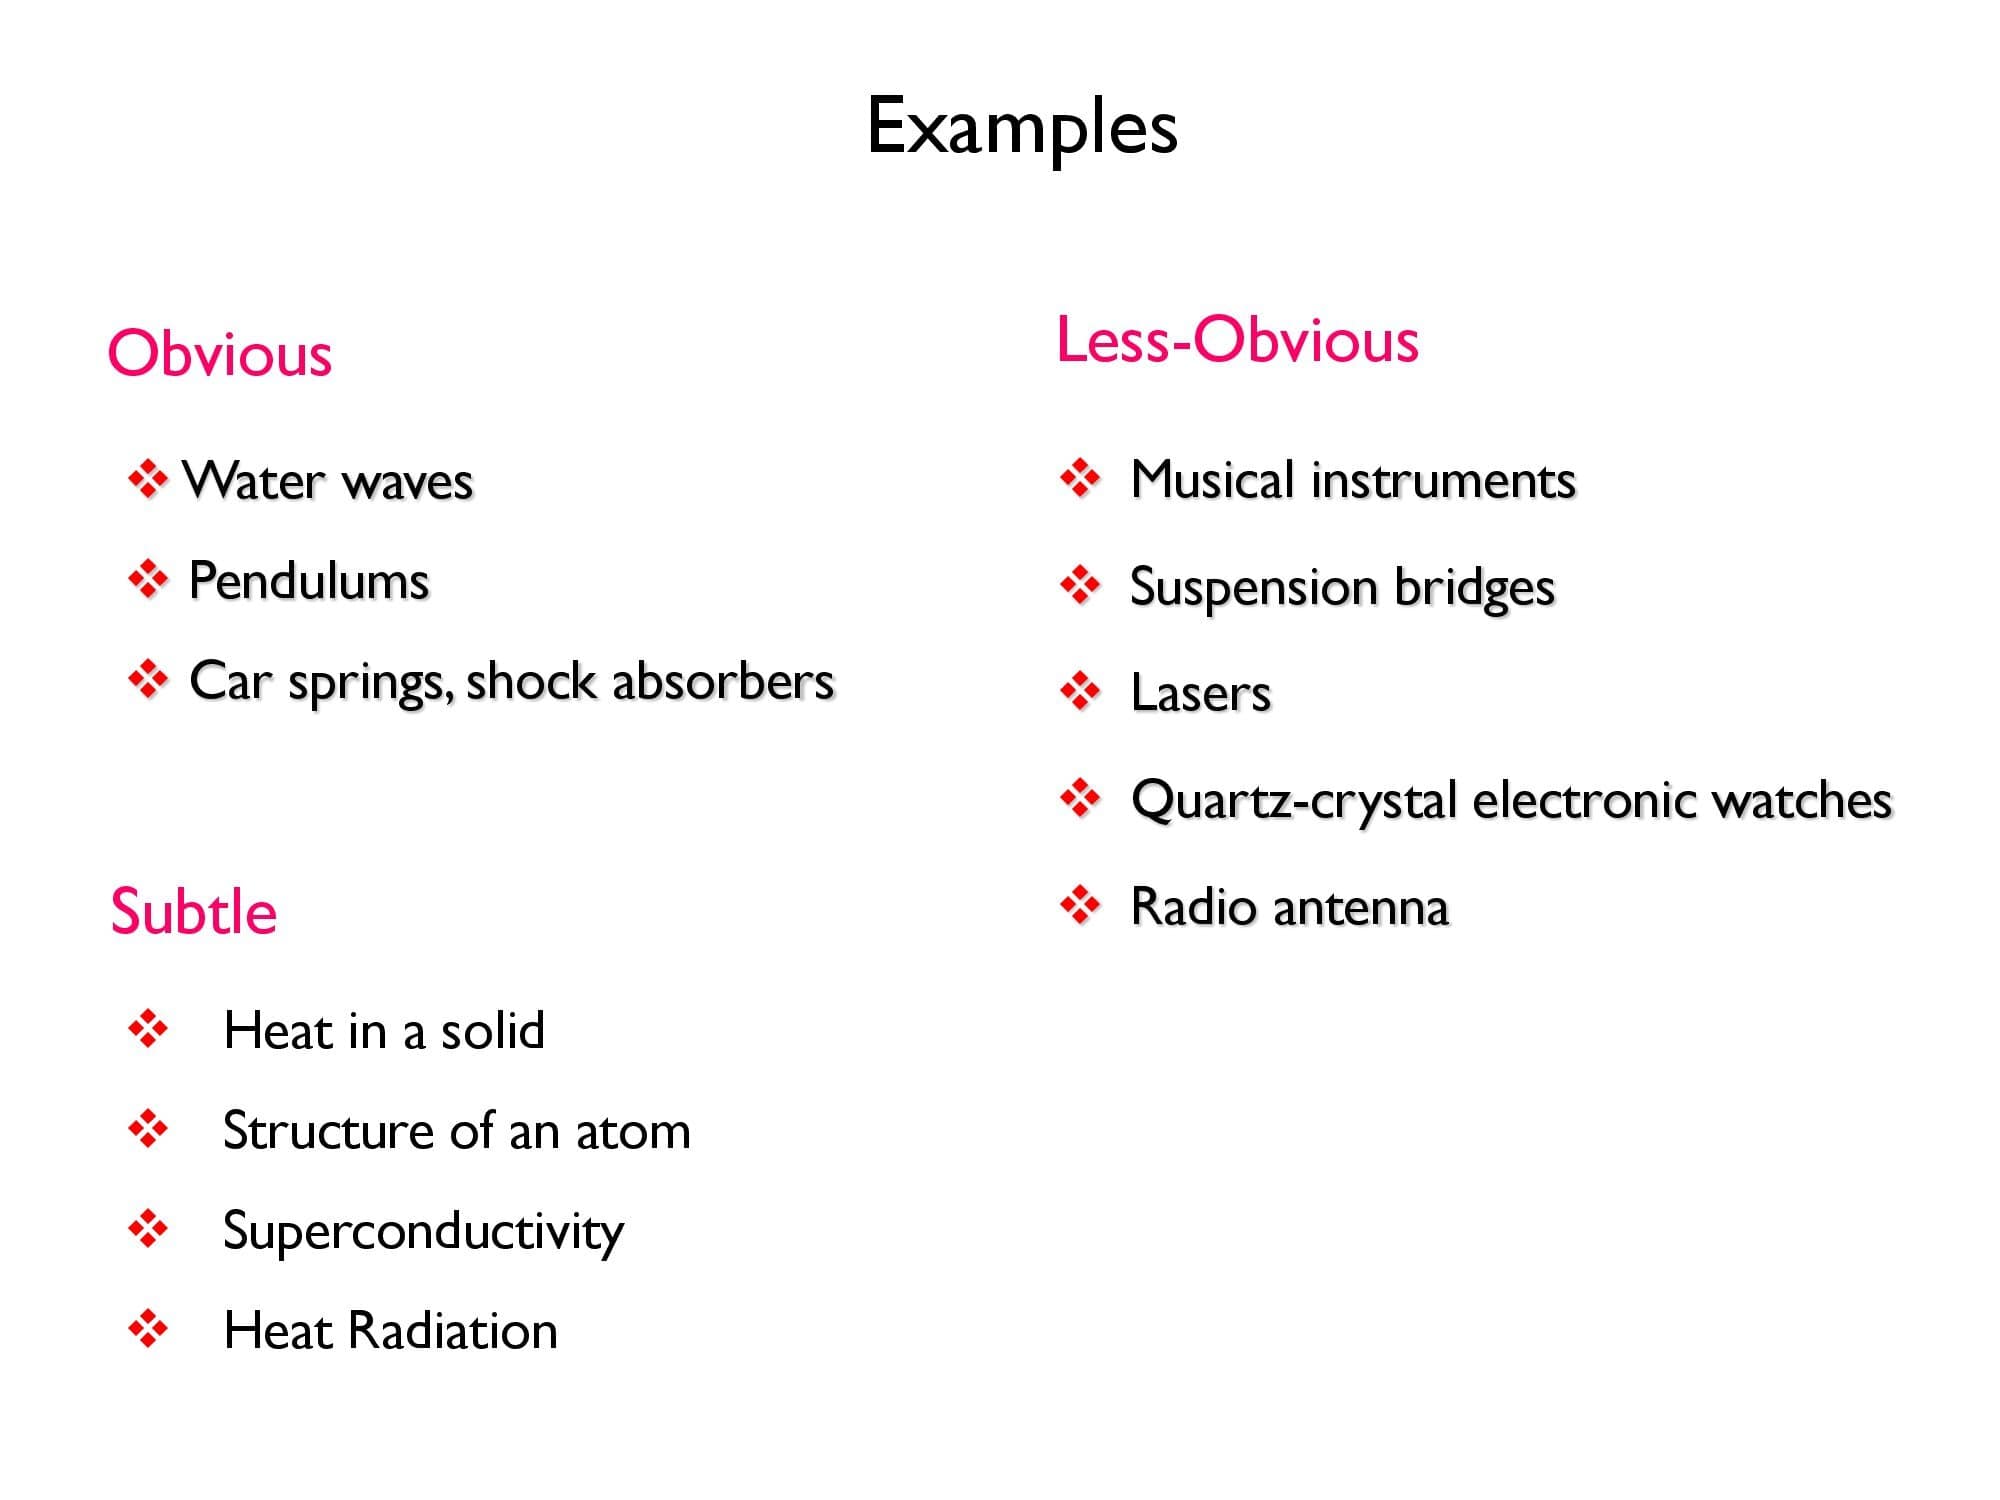 Examples
Obvious
❖ Water waves
❖ Pendulums
❖ Car springs, shock absorbers
Subtle
❖ Heat in a solid
❖ Structure of an atom
❖ Superconductivity
❖ Heat Radiation
Less-Obvious
❖ Musical instruments
❖ Suspension bridges
❖ Lasers
❖ Quartz-crystal electronic watches
❖ Radio antenna